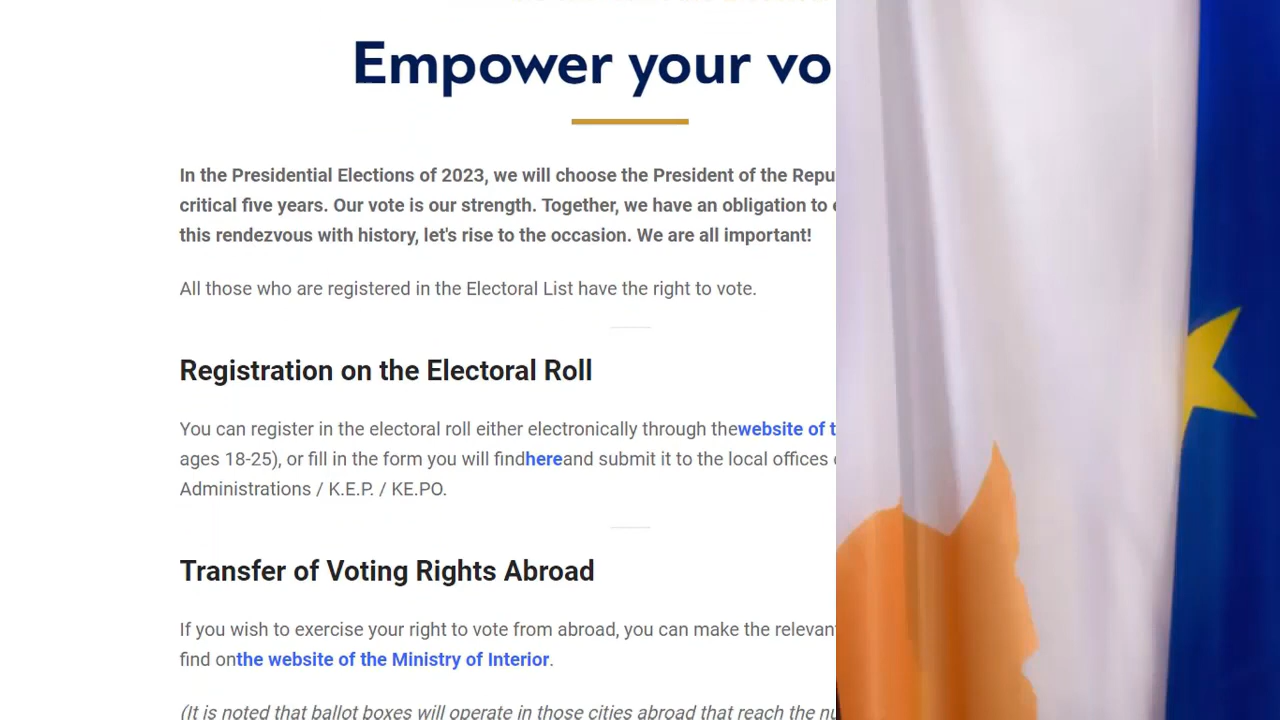 Empower your vo
In the Presidential Elections of 2023, we will choose the President of the Repu
critical five years. Our vote is our strength. Together, we have an obligation to
this rendezvous with history, let's rise to the occasion. We are all important!
All those who are registered in the Electoral List have the right to vote.
Registration on the Electoral Roll
You can register in the electoral roll either electronically through thewebsite of t
ages 18-25), or fill in the form you will findhereand submit it to the local offices
Administrations / K.E.P. / KE.PO.
Transfer of Voting Rights Abroad
If you wish to exercise your right to vote from abroad, you can make the relevan
find onthe website of the Ministry of Interior.
(It is noted that ballot boxes will operate in those cities abroad that reach the nu